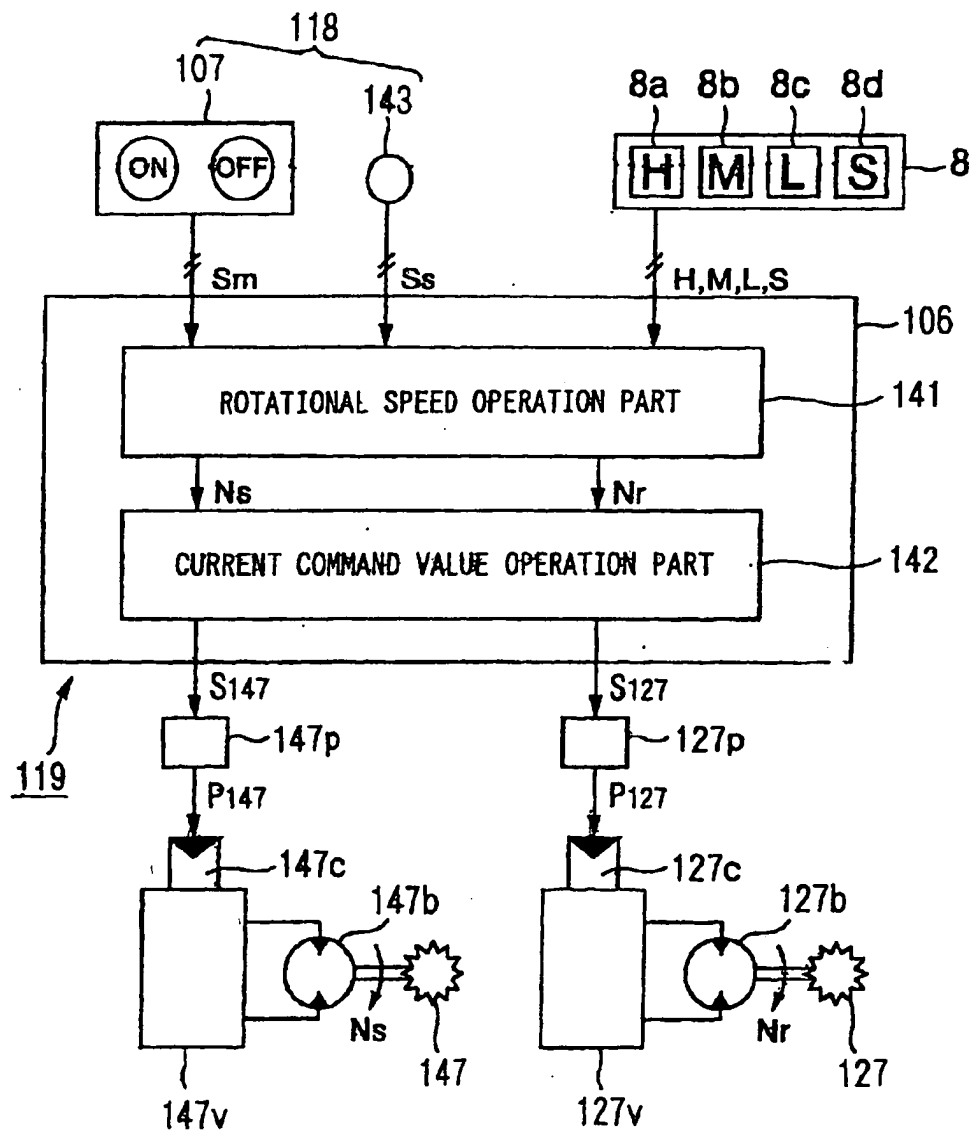 118
107
143
8a 8b 8c 8d
ON OFF
H M L S
8
Sm Ss H,M,L,S
106
ROTATIONAL SPEED OPERATION PART
141
Ns Nr
CURRENT COMMAND VALUE OPERATION PART
142
S147 S127
147p 127p
119
P147 P127
147c 127c
147b 127b
Ns Nr
147 127
147v 127v